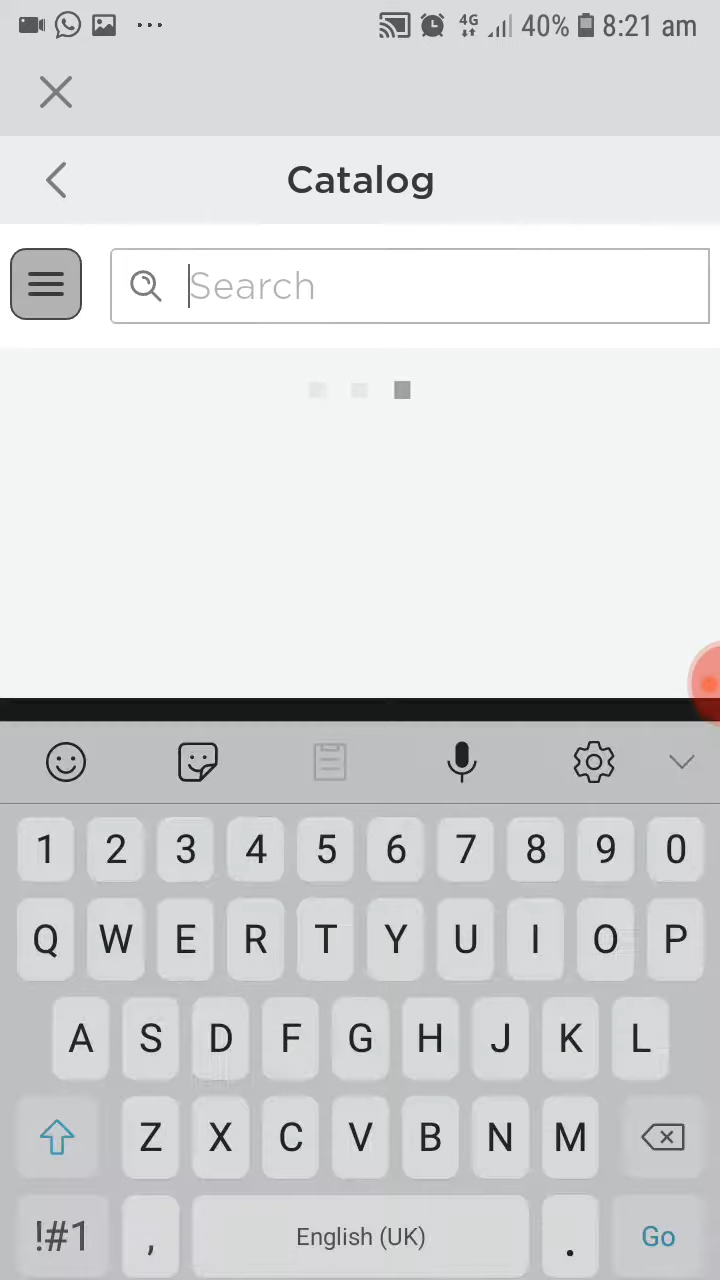 4G 40% 8:21 am
Catalog
Search
1 2 3 4 5 6 7 8 9 0
Q W E R T Y U I O P
A S D F G H J K L
Z X C V B N M
!#1 , English (UK) . Go